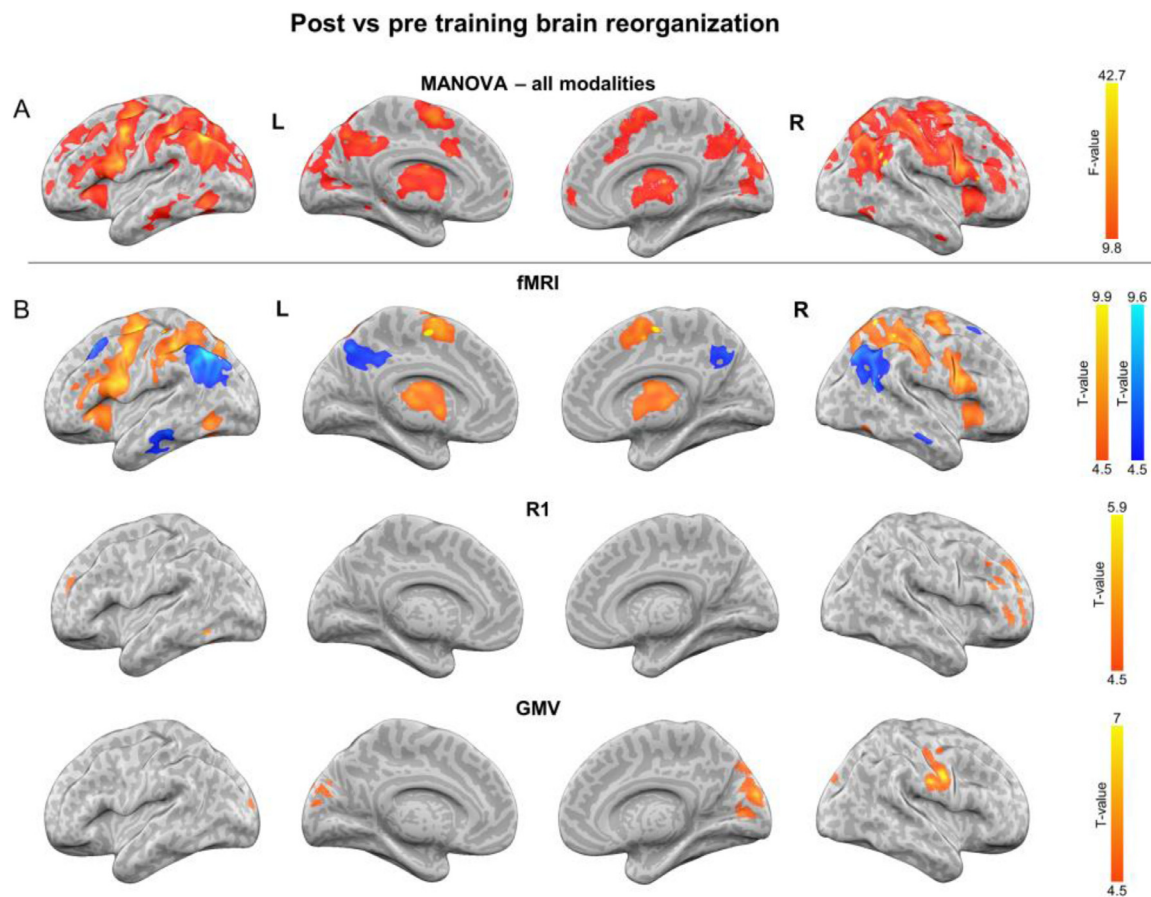 Post vs pre training brain reorganization
MANOVA – all modalities
A
L
R
42.7
F-value
9.8
fMRI
B
L
R
9.9
9.6
T-value
T-value
4.5
4.5
R1
5.9
T-value
4.5
GMV
7
T-value
4.5